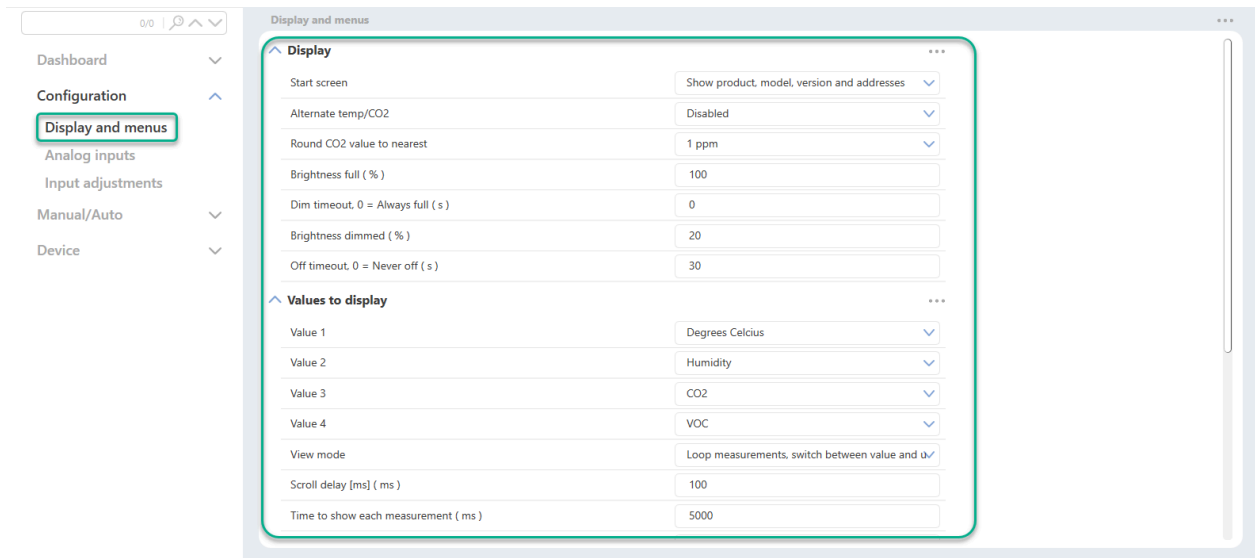 0/0
Dashboard
Configuration
Display and menus
Analog inputs
Input adjustments
Manual/Auto
Device
Display and menus
Display
Start screen Show product, model, version and addresses
Alternate temp/CO2 Disabled
Round CO2 value to nearest 1 ppm
Brightness full ( % ) 100
Dim timeout, 0 = Always full ( s ) 0
Brightness dimmed ( % ) 20
Off timeout, 0 = Never off ( s ) 30
Values to display
Value 1 Degrees Celcius
Value 2 Humidity
Value 3 CO2
Value 4 VOC
View mode Loop measurements, switch between value and u
Scroll delay [ms] ( ms ) 100
Time to show each measurement ( ms ) 5000